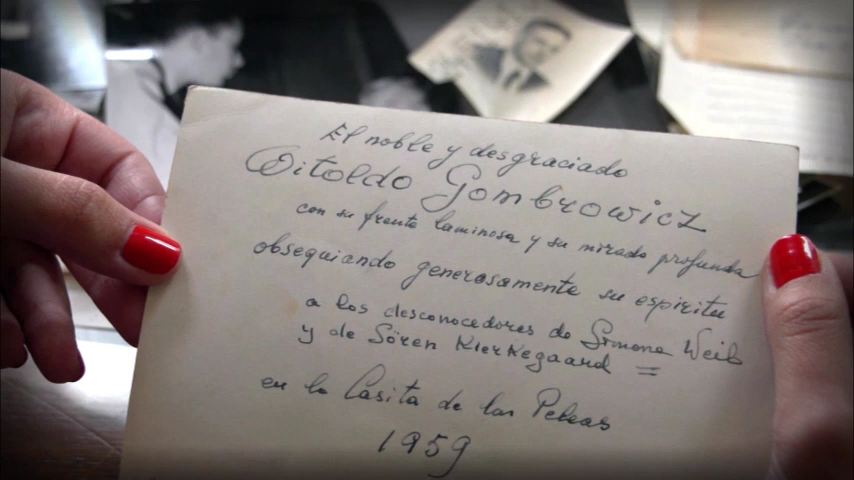 El noble y desgraciado
Witoldo Gombrowicz
con su frente luminosa y su mirada profunda
obsequiando generosamente su espiritu
a los desconocedores de Simone Weil
y de Sören Kierkegaard =
en la Casita de las Peleas
1959